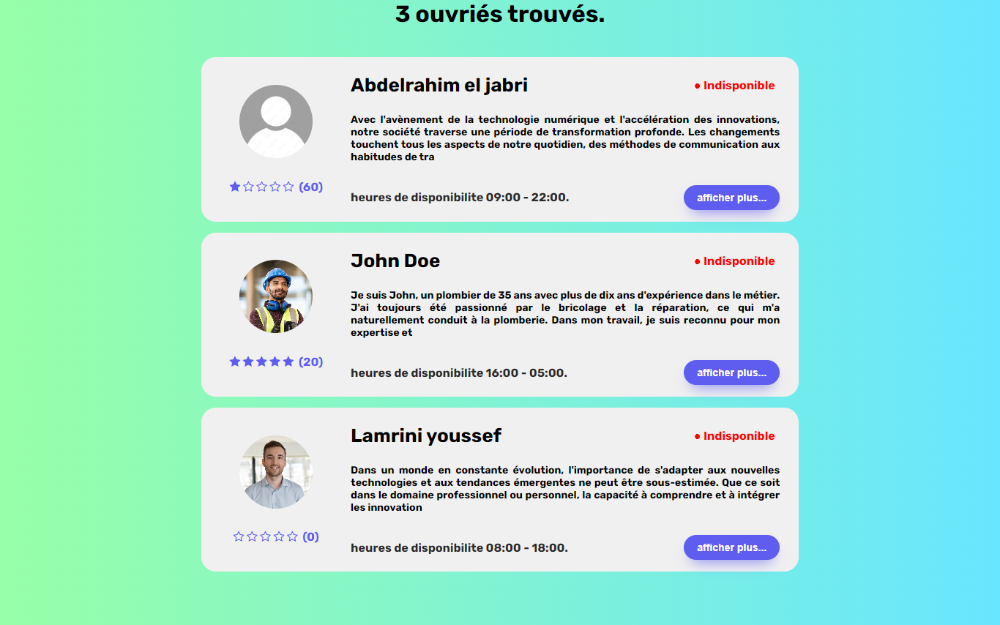 3 ouvriés trouvés.
Abdelrahim el jabri
Indisponible
Avec l'avènement de la technologie numérique et l'accélération des innovations,
notre société traverse une période de transformation profonde. Les changements
touchent tous les aspects de notre quotidien, des méthodes de communication aux
habitudes de tra
(60)
heures de disponibilite 09:00 - 22:00.
afficher plus...
John Doe
Indisponible
Je suis John, un plombier de 35 ans avec plus de dix ans d'expérience dans le métier.
J'ai toujours été passionné par le bricolage et la réparation, ce qui m'a
naturellement conduit à la plomberie. Dans mon travail, je suis reconnu pour mon
expertise et
(20)
heures de disponibilite 16:00 - 05:00.
afficher plus...
Lamrini youssef
Indisponible
Dans un monde en constante évolution, l'importance de s'adapter aux nouvelles
technologies et aux tendances émergentes ne peut être sous-estimée. Que ce soit
dans le domaine professionnel ou personnel, la capacité à comprendre et à intégrer
les innovation
(0)
heures de disponibilite 08:00 - 18:00.
afficher plus...